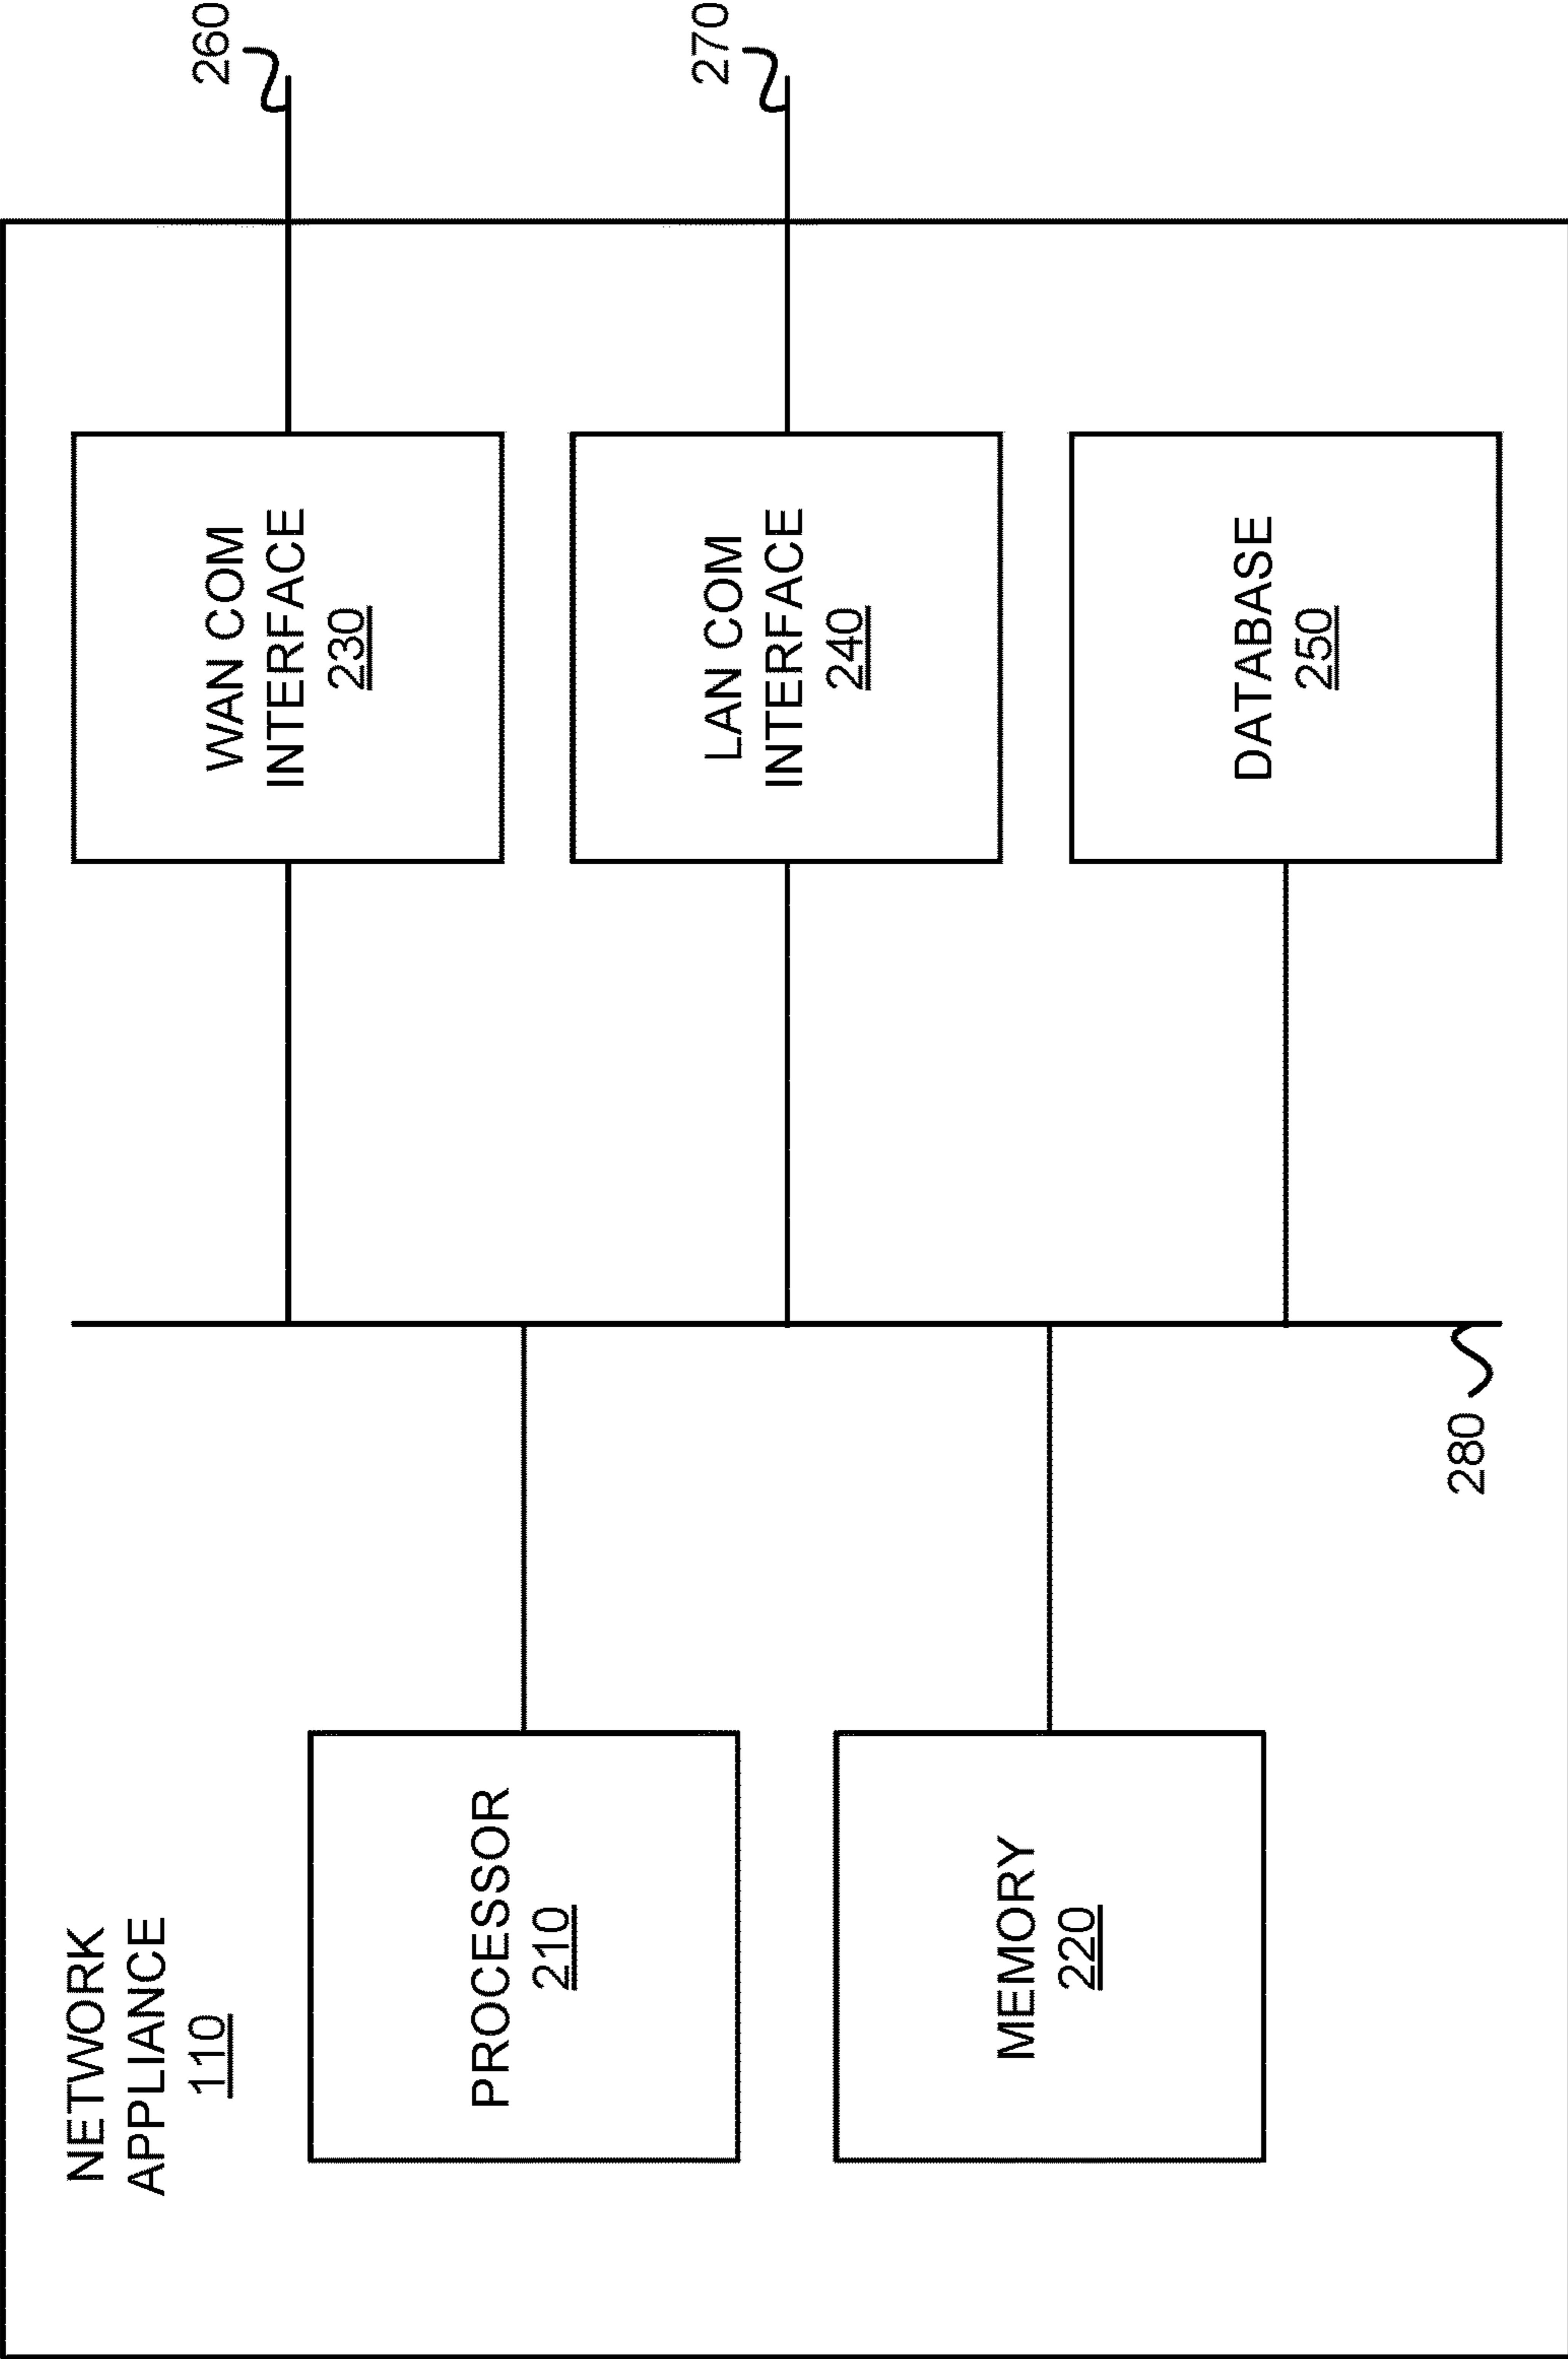 NETWORK
APPLIANCE
110
PROCESSOR
210
MEMORY
220
280
WAN COM
INTERFACE
230
LAN COM
INTERFACE
240
DATABASE
250
260
270